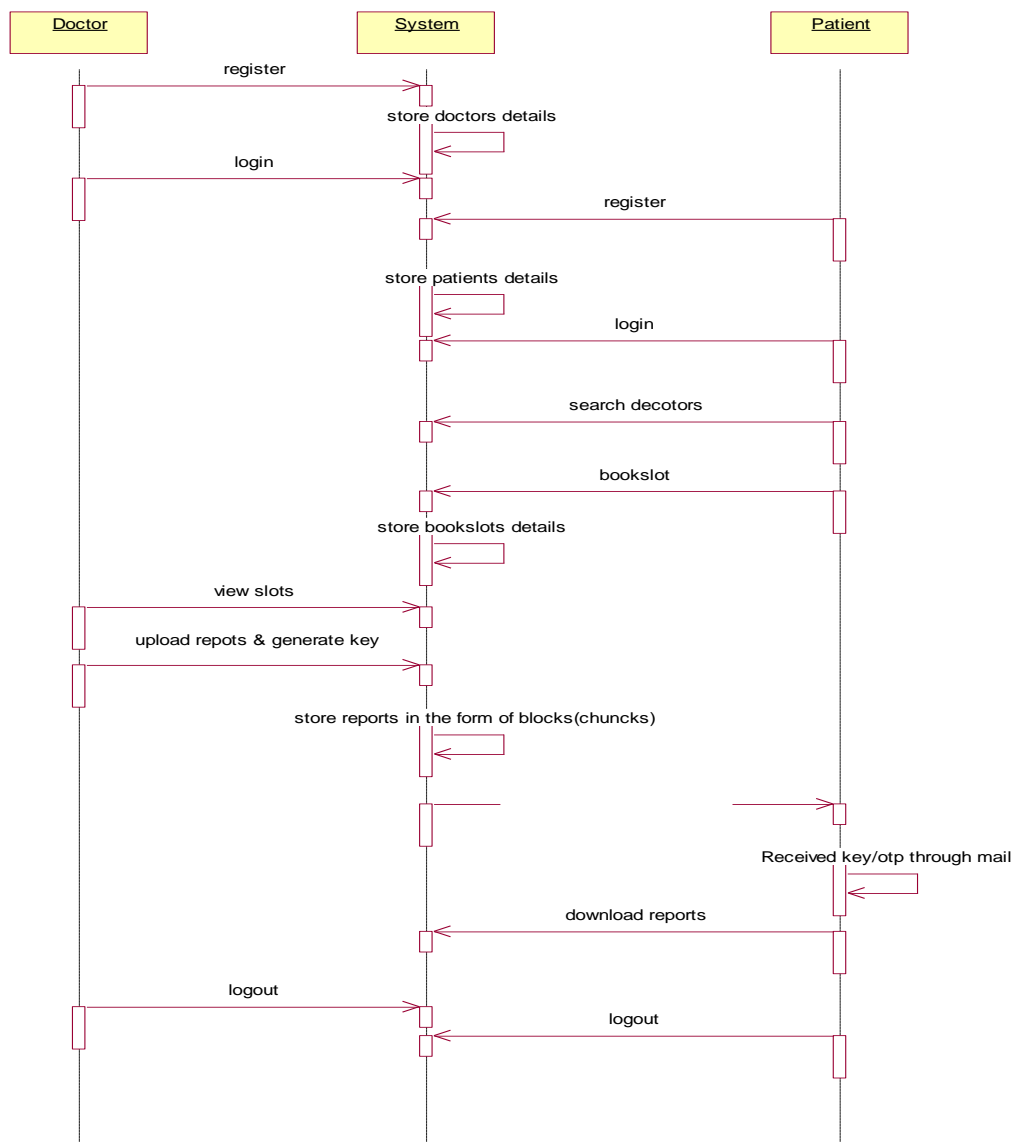 Doctor
System
Patient
register
store doctors details
login
register
store patients details
login
search decotors
bookslot
store bookslots details
view slots
upload repots & generate key
store reports in the form of blocks(chuncks)
Received key/otp through mail
download reports
logout
logout